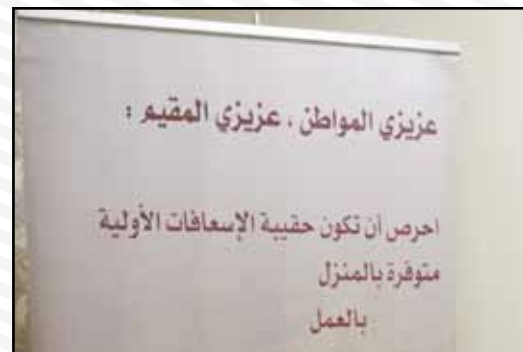 عزيزي المواطن ، عزيزي المقيم :
احرص أن تكون حقيبة الإسعافات الأولية
متوفرة بالمنزل
بالعمل